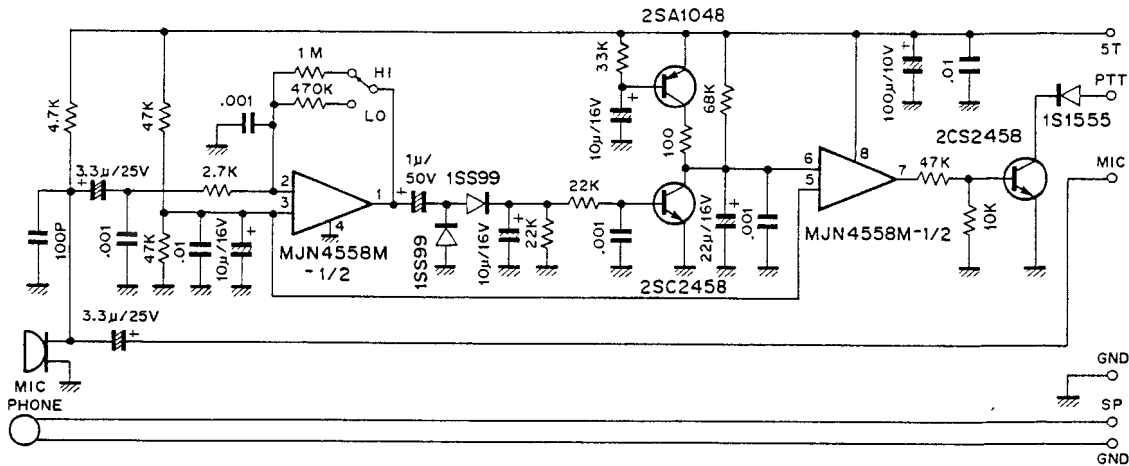 2SA1048
5T
1M
HI
470K
LO
.001
4.7K
47K
33K
10μ/16V
100
68K
100μ/10V
.01
PTT
1S1555
2CS2458
MIC
3.3μ/25V
2.7K
2
3
1
4
1μ/
50V
1SS99
22K
6
5
8
7
47K
100P
.001
47K
.01
10μ/16V
MJN4558M
-1/2
1SS99
10μ/16V
22K
.001
2SC2458
22μ/16V
.001
MJN4558M-1/2
10K
3.3μ/25V
MIC
PHONE
GND
SP
GND